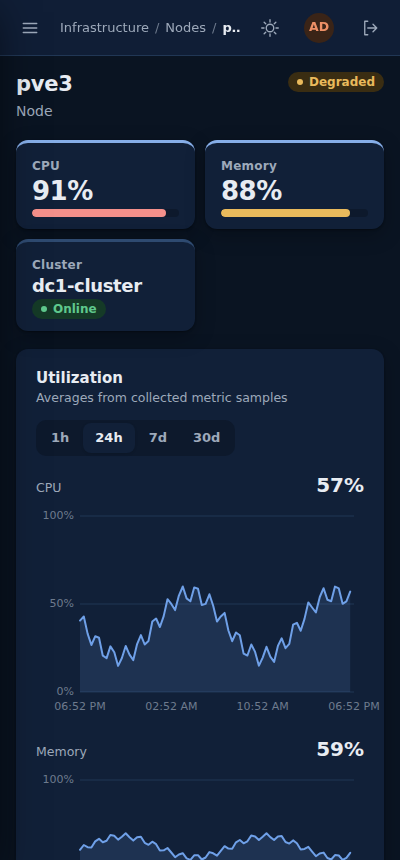 Infrastructure / Nodes / p..
AD
pve3
Degraded
Node
CPU
91%
Memory
88%
Cluster
dc1-cluster
Online
Utilization
Averages from collected metric samples
1h 24h 7d 30d
CPU 57%
100%
50%
0%
06:52 PM 02:52 AM 10:52 AM 06:52 PM
Memory 59%
100%